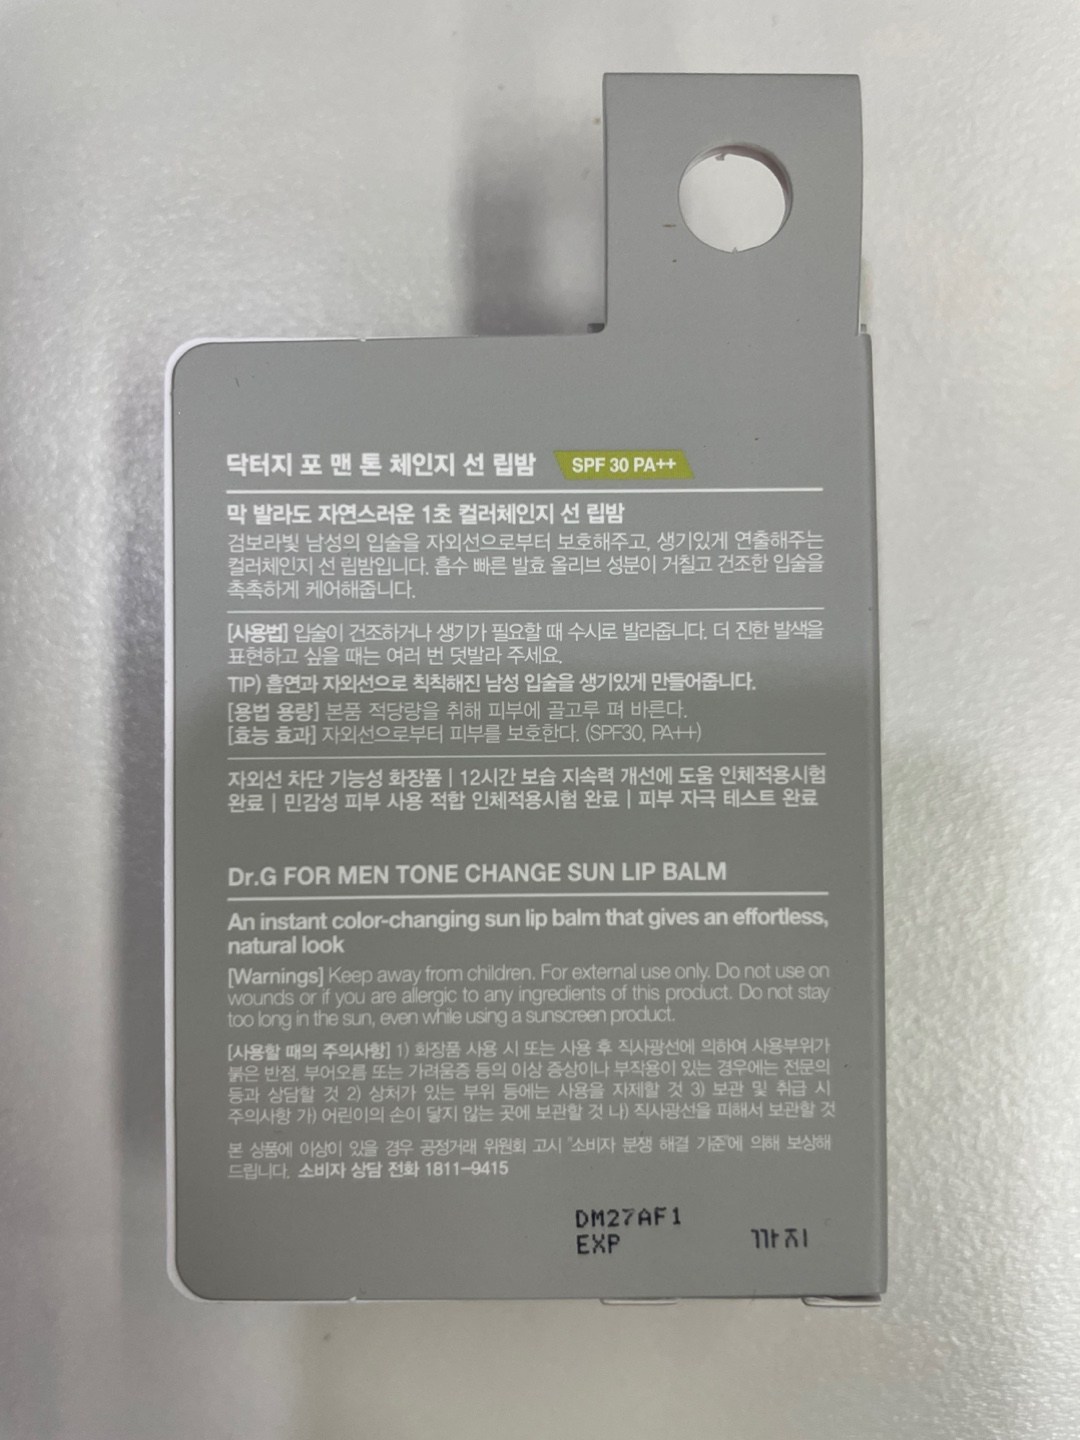 닥터지 포 맨 톤 체인지 선 립밤 SPF 30 PA++
막 발라도 자연스러운 1초 컬러체인지 선 립밤
검보라빛 남성의 입술을 자외선으로부터 보호해주고, 생기있게 연출해주는
컬러체인지 선 립밤입니다. 흡수 빠른 발효 올리브 성분이 거칠고 건조한 입술을
촉촉하게 케어해줍니다.
[사용법] 입술이 건조하거나 생기가 필요할 때 수시로 발라줍니다. 더 진한 발색을
표현하고 싶을 때는 여러 번 덧발라 주세요.
TIP) 흡연과 자외선으로 칙칙해진 남성 입술을 생기있게 만들어줍니다.
[용법 용량] 본품 적당량을 취해 피부에 골고루 펴 바른다.
[효능 효과] 자외선으로부터 피부를 보호한다. (SPF30, PA++)
자외선 차단 기능성 화장품 | 12시간 보습 지속력 개선에 도움 인체적용시험
완료 | 민감성 피부 사용 적합 인체적용시험 완료 | 피부 자극 테스트 완료
Dr.G FOR MEN TONE CHANGE SUN LIP BALM
An instant color-changing sun lip balm that gives an effortless,
natural look
[Warnings] Keep away from children. For external use only. Do not use on
wounds or if you are allergic to any ingredients of this product. Do not stay
too long in the sun, even while using a sunscreen product.
[사용할 때의 주의사항] 1) 화장품 사용 시 또는 사용 후 직사광선에 의하여 사용부위가
붉은 반점, 부어오름 또는 가려움증 등의 이상 증상이나 부작용이 있는 경우에는 전문의
등과 상담할 것 2) 상처가 있는 부위 등에는 사용을 자제할 것 3) 보관 및 취급 시
주의사항 가) 어린이의 손이 닿지 않는 곳에 보관할 것 나) 직사광선을 피해서 보관할 것
본 상품에 이상이 있을 경우 공정거래 위원회 고시 "소비자 분쟁 해결 기준"에 의해 보상해
드립니다. 소비자 상담 전화 1811-9415
DM27AF1
EXP 까지